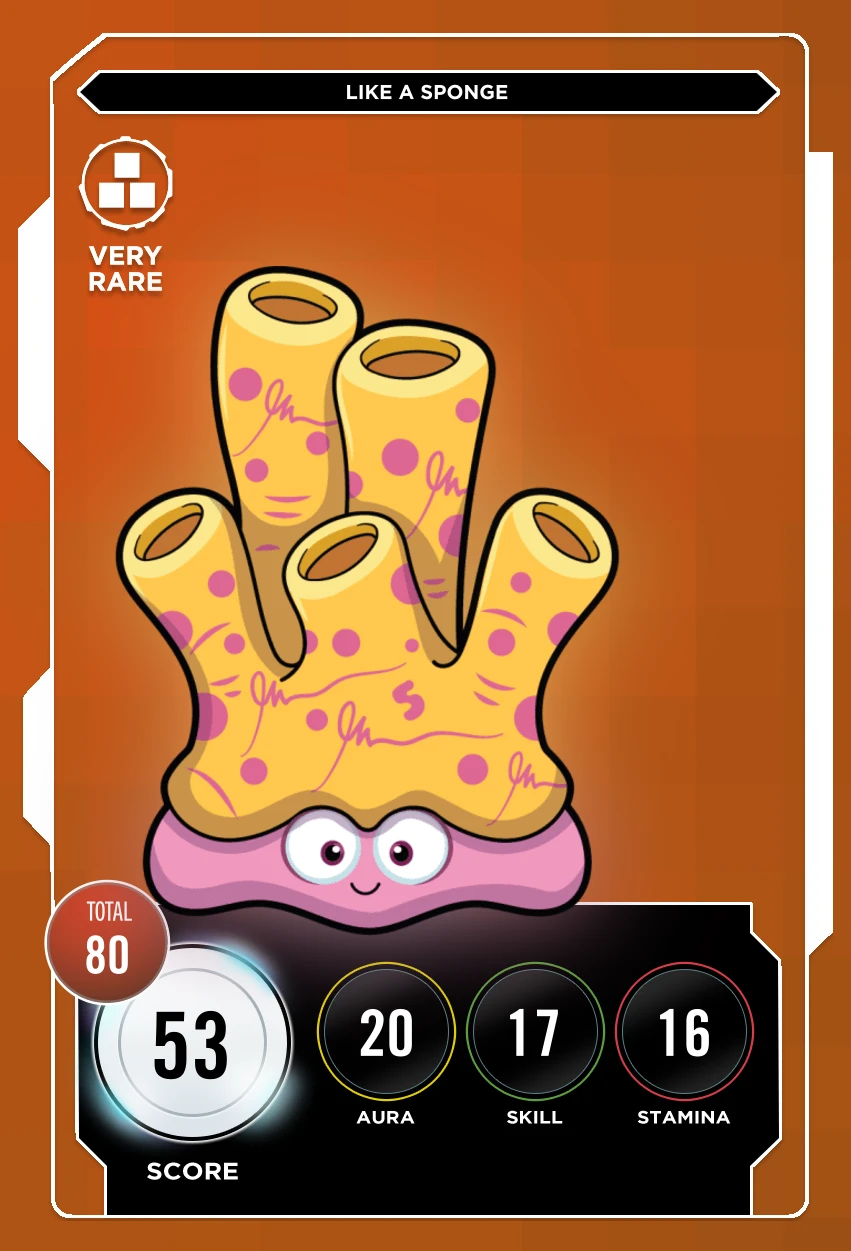 LIKE A SPONGE
VERY
RARE
TOTAL
80
53
20
17
16
AURA
SKILL
STAMINA
SCORE